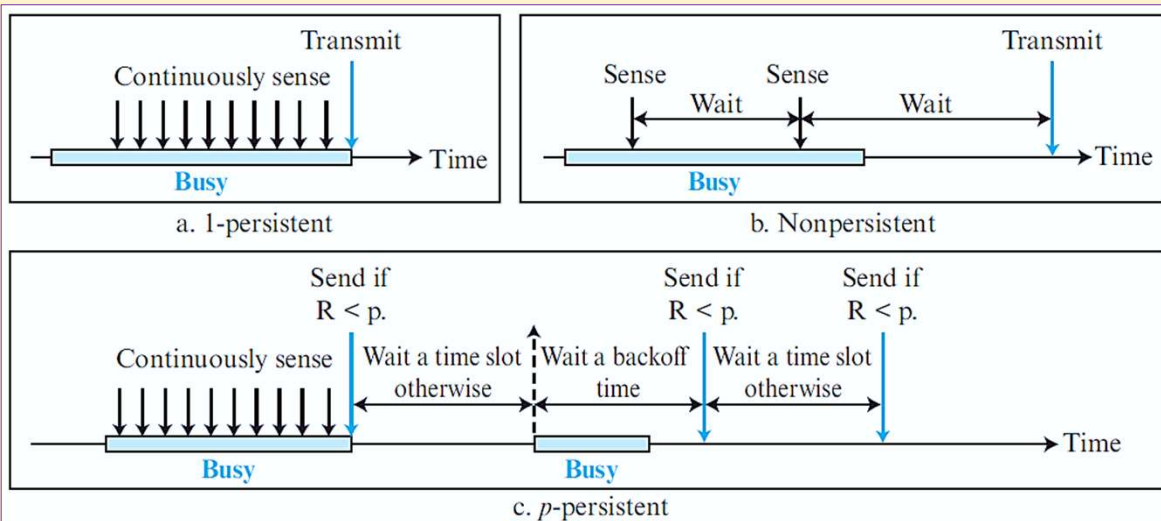 Transmit
Continuously sense
Time
Busy
a. 1-persistent
Transmit
Sense
Sense
Wait
Wait
Time
Busy
b. Nonpersistent
Send if
R < p.
Send if
R < p.
Send if
R < p.
Continuously sense
Wait a time slot
otherwise
Wait a backoff
time
Wait a time slot
otherwise
Time
Busy
Busy
c. p-persistent